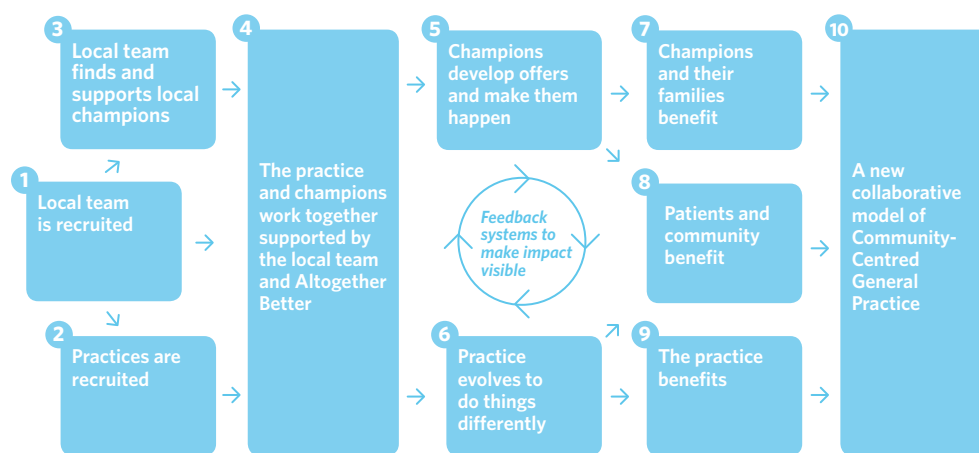 1
Local team
is recruited
2
Practices are
recruited
3
Local team
finds and
supports local
champions
4
The practice
and champions
work together
supported by
the local team
and Altogether
Better
5
Champions
develop offers
and make them
happen
Feedback
systems to
make impact
visible
6
Practice
evolves to
do things
differently
7
Champions
and their
families
benefit
8
Patients and
community
benefit
9
The practice
benefits
10
A new
collaborative
model of
Community-
Centred
General
Practice